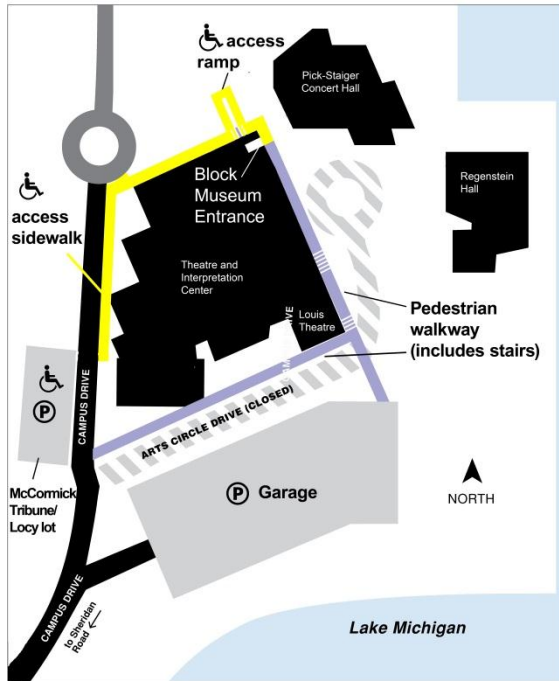 access
ramp
Pick-Staiger
Concert Hall
Block
Museum
Entrance
Regenstein
Hall
access
sidewalk
Theatre and
Interpretation
Center
Louis
Theatre
DRIVE
Pedestrian
walkway
(includes stairs)
CAMPUS DRIVE
P
ARTS CIRCLE DRIVE (CLOSED)
McCormick
Tribune/
Locy lot
P Garage
NORTH
CAMPUS DRIVE
to Sheridan
Road
Lake Michigan